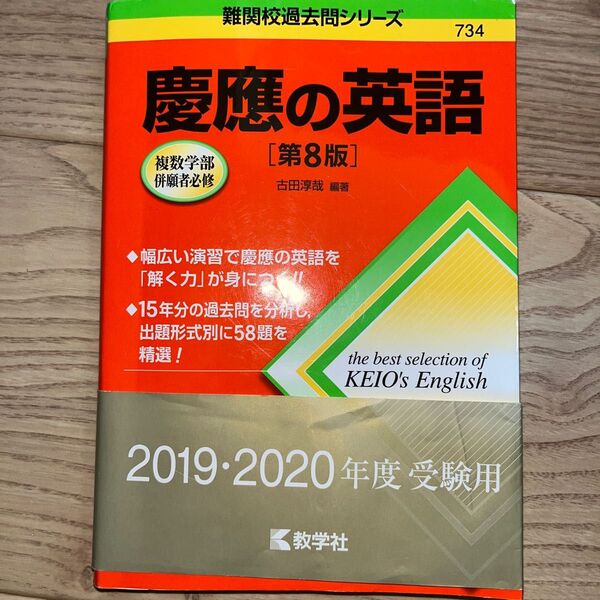 難関校過去問シリーズ
734
慶應の英語
[第8版]
複数学部
併願者必修
古田淳哉 編著
◆幅広い演習で慶應の英語を
「解く力」が身につく!!
◆15年分の過去問を分析し,
出題形式別に58題を
精選!
the best selection of
KEIO's English
2019・2020年度 受験用
教学社